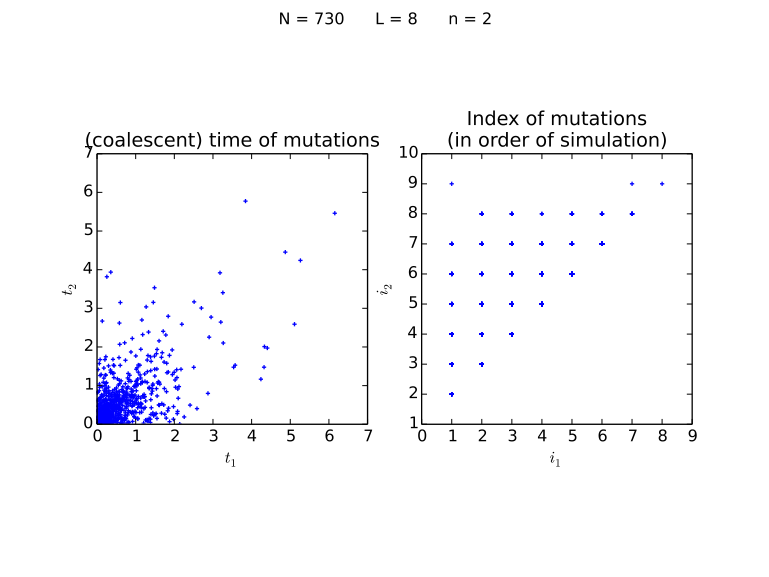 N = 730 L = 8 n = 2
(coalescent) time of mutations
Index of mutations
(in order of simulation)
7
6
5
4
3
2
1
0
t2
0 1 2 3 4 5 6 7
t1
10
9
8
7
6
5
4
3
2
1
i2
0 1 2 3 4 5 6 7 8 9
i1